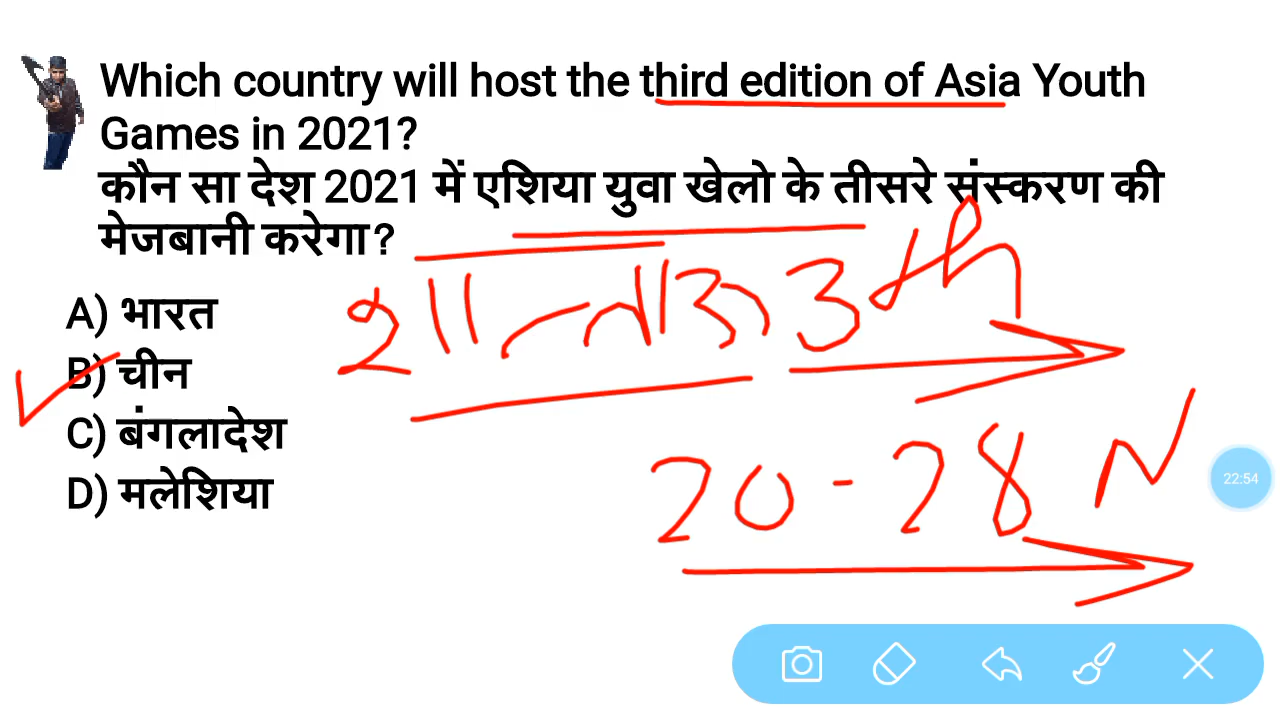 Which country will host the third edition of Asia Youth
Games in 2021?
कौन सा देश 2021 में एशिया युवा खेलो के तीसरे संस्करण की
मेजबानी करेगा?
A) भारत
B) चीन
C) बंगलादेश
D) मलेशिया
3th
20-28 N
22:54